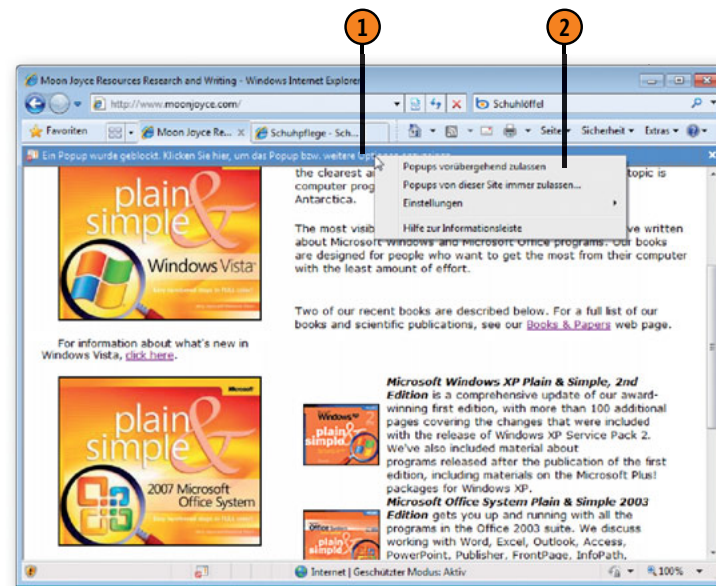 1 2
Moon Joyce Resources Research and Writing - Windows Internet Explorer
http://www.moonjoyce.com/ Schuhlöffel
Favoriten Moon Joyce Re... Schuhpflege - Sch... Seite Sicherheit Extras
Ein Popup wurde geblockt. Klicken Sie hier, um das Popup bzw. weitere
Popups vorübergehend zulassen
Popups von dieser Site immer zulassen...
Einstellungen
Hilfe zur Informationsleiste
the clearest topic is
computer
Antarctica.
The most written
about Microsoft Windows and Microsoft Office programs. Our books
are designed for people who want to get the most from their computer
with the least amount of effort.
plain &
simple
Windows Vista
Two of our recent books are described below. For a full list of our
books and scientific publications, see our Books & Papers web page.
For information about what's new in
Windows Vista, click here.
Microsoft
plain &
simple
2007 Microsoft
Office System
Windows xp
plain &
simple
Microsoft Windows XP Plain & Simple, 2nd
Edition is a comprehensive update of our award-
winning first edition, with more than 100 additional
pages covering the changes that were included
with the release of Windows XP Service Pack 2.
We've also included material about
programs released after the publication of the first
edition, including materials on the Microsoft Plus!
packages for Windows XP.
Office
plain &
simple
Microsoft Office System Plain & Simple 2003
Edition gets you up and running with all the
programs in the Office 2003 suite. We discuss
working with Word, Excel, Outlook, Access,
PowerPoint, Publisher, FrontPage, InfoPath,
Internet | Geschützter Modus: Aktiv 100%